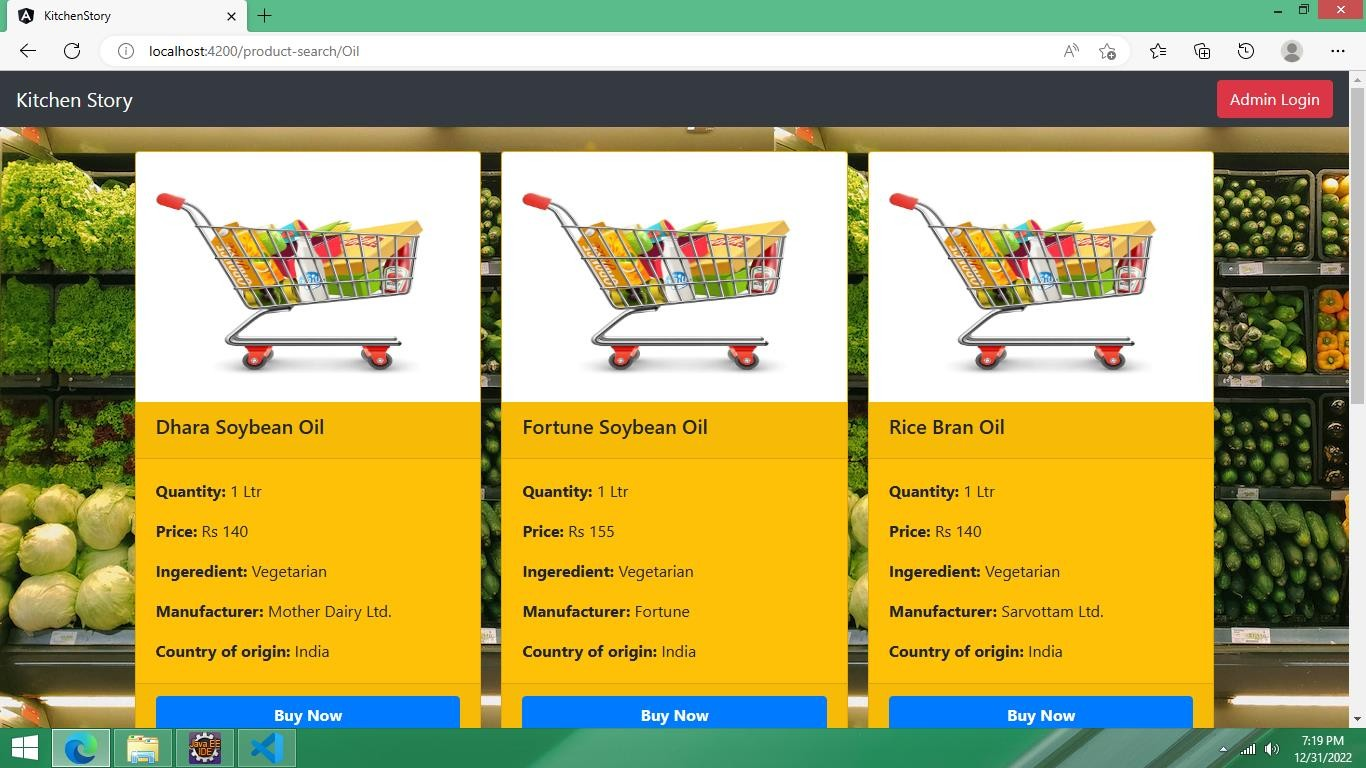 KitchenStory
localhost:4200/product-search/Oil
Kitchen Story
Admin Login
Dhara Soybean Oil
Quantity: 1 Ltr
Price: Rs 140
Ingeredient: Vegetarian
Manufacturer: Mother Dairy Ltd.
Country of origin: India
Buy Now
Fortune Soybean Oil
Quantity: 1 Ltr
Price: Rs 155
Ingeredient: Vegetarian
Manufacturer: Fortune
Country of origin: India
Buy Now
Rice Bran Oil
Quantity: 1 Ltr
Price: Rs 140
Ingeredient: Vegetarian
Manufacturer: Sarvottam Ltd.
Country of origin: India
Buy Now
Java EE
IDE
7:19 PM
12/31/2022